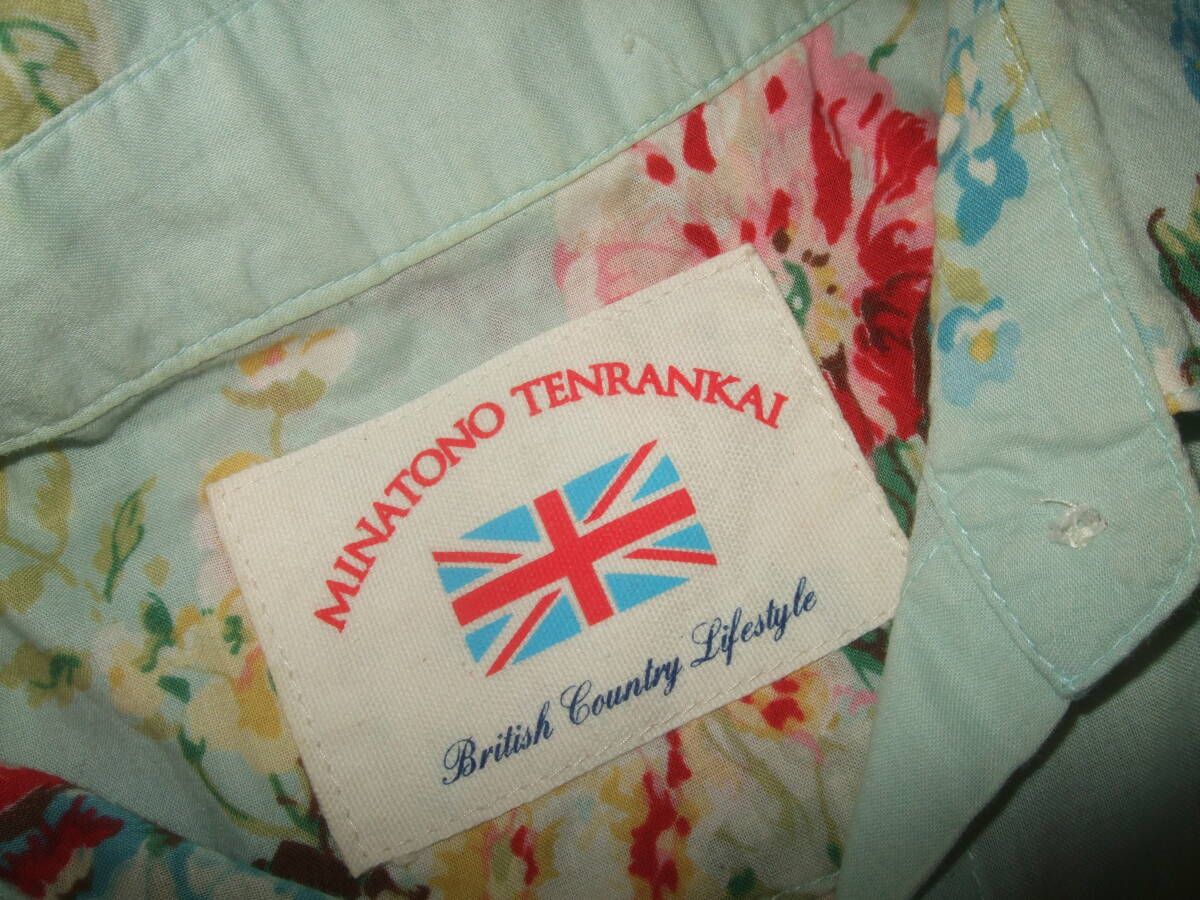 MINATONO TENRANKAI
British Country Lifestyle